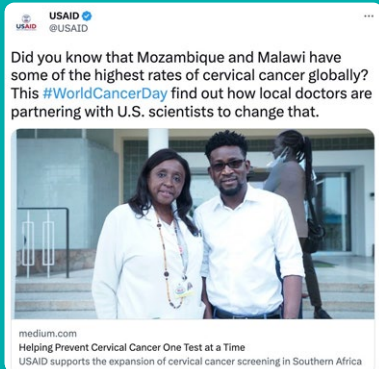 USAID
@USAID
USAID
Did you know that Mozambique and Malawi have
some of the highest rates of cervical cancer globally?
This #WorldCancerDay find out how local doctors are
partnering with U.S. scientists to change that.
medium.com
Helping Prevent Cervical Cancer One Test at a Time
USAID supports the expansion of cervical cancer screening in Southern Africa